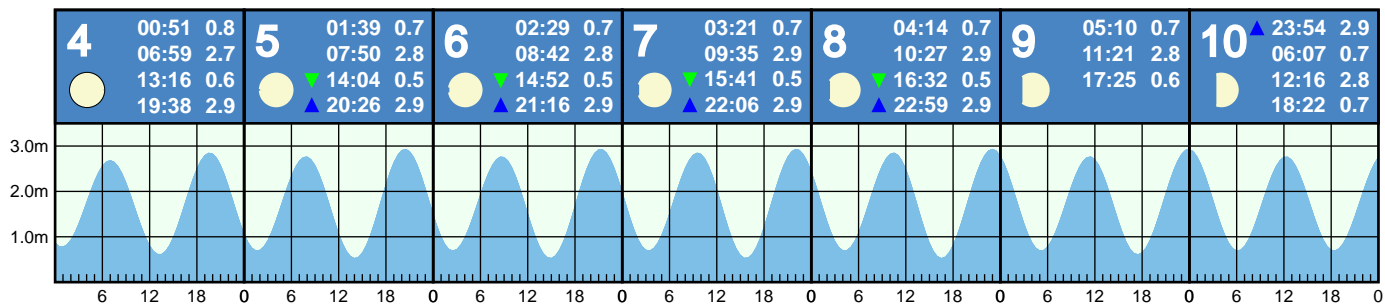 4 00:51 0.8
06:59 2.7
13:16 0.6
19:38 2.9
5 01:39 0.7
07:50 2.8
▼ 14:04 0.5
▲ 20:26 2.9
6 02:29 0.7
08:42 2.8
▼ 14:52 0.5
▲ 21:16 2.9
7 03:21 0.7
09:35 2.9
▼ 15:41 0.5
▲ 22:06 2.9
8 04:14 0.7
10:27 2.9
▼ 16:32 0.5
▲ 22:59 2.9
9 05:10 0.7
11:21 2.8
17:25 0.6
10 ▲ 23:54 2.9
06:07 0.7
12:16 2.8
18:22 0.7
3.0m
2.0m
1.0m
6 12 18 0 6 12 18 0 6 12 18 0 6 12 18 0 6 12 18 0 6 12 18 0 6 12 18 0